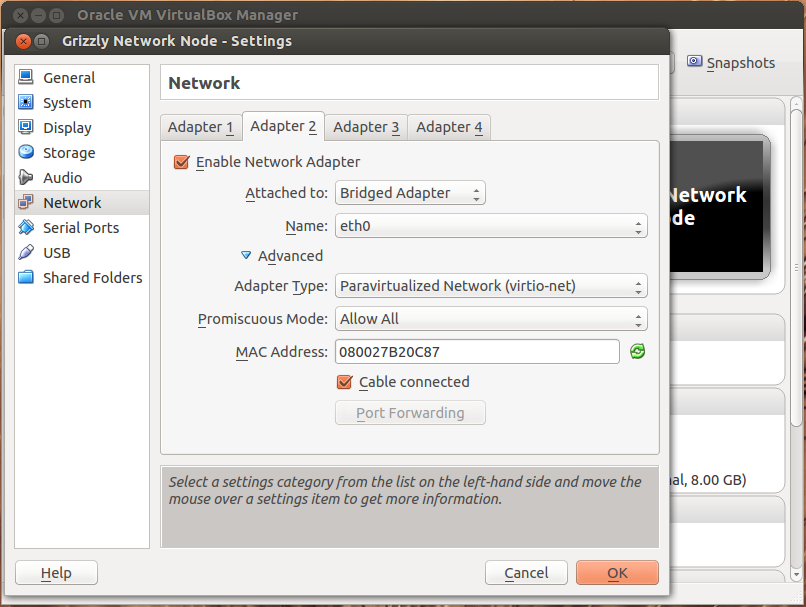 Oracle VM VirtualBox Manager
Grizzly Network Node - Settings
Snapshots
General
System
Display
Storage
Audio
Network
Serial Ports
USB
Shared Folders
Network
Adapter 1 Adapter 2 Adapter 3 Adapter 4
Enable Network Adapter
Attached to: Bridged Adapter
Name: eth0
Advanced
Adapter Type: Paravirtualized Network (virtio-net)
Promiscuous Mode: Allow All
MAC Address: 080027B20C87
Cable connected
Port Forwarding
Select a settings category from the list on the left-hand side and move the
mouse over a settings item to get more information.
Network
8.00 GB)
Help Cancel OK